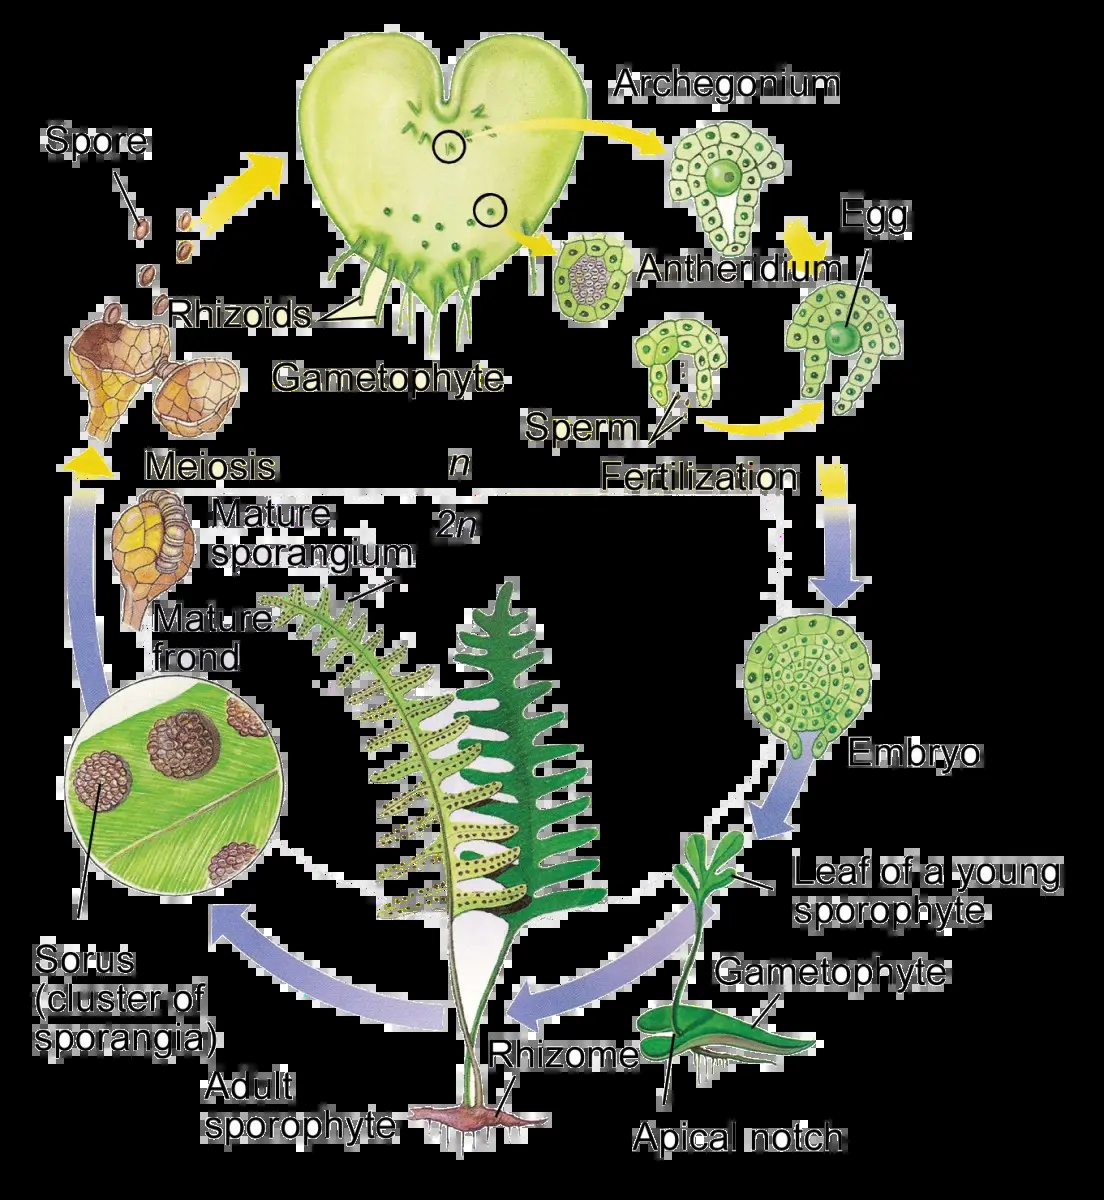 Archegonium
Spore
Egg
Antheridium
Rhizoids
Gametophyte
Sperm
Meiosis
n
Fertilization
Mature
sporangium
2n
Mature
frond
Embryo
Leaf of a young
sporophyte
Sorus
(cluster of
sporangia)
Gametophyte
Rhizome
Adult
sporophyte
Apical notch